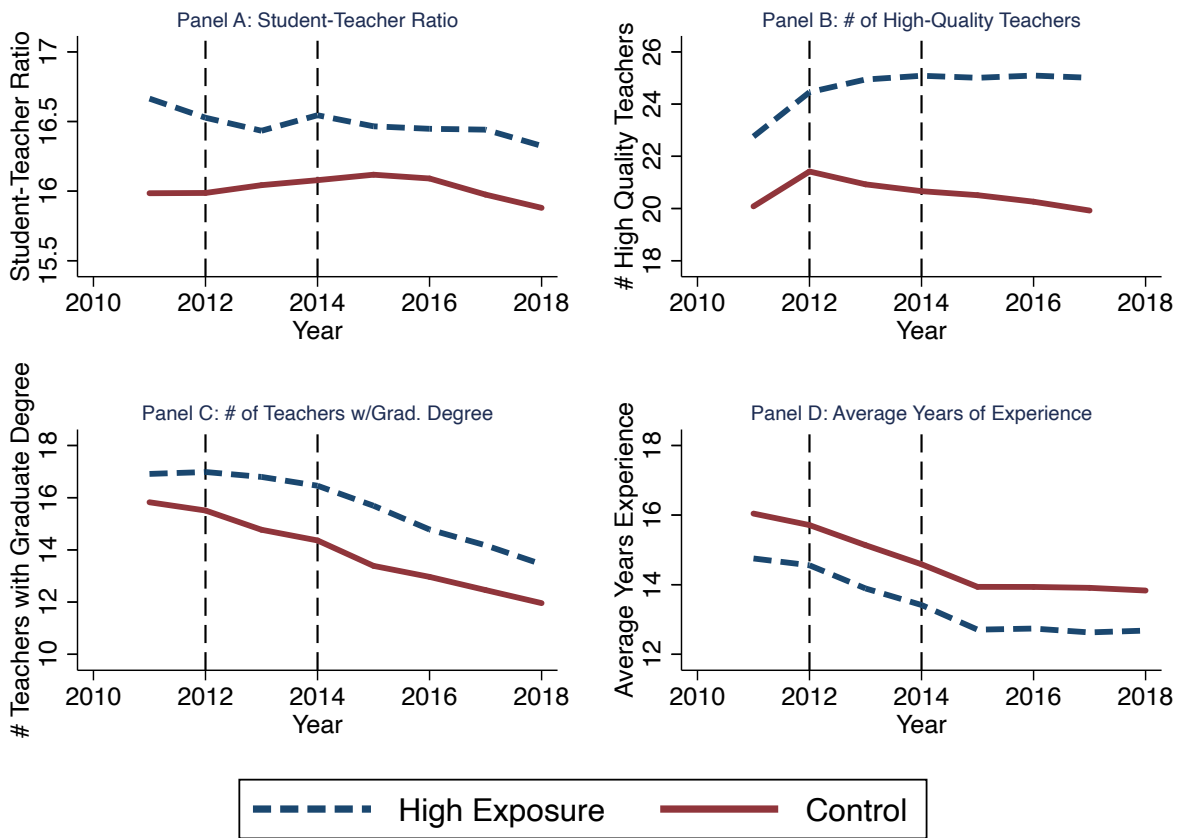 Panel A: Student-Teacher Ratio
Student-Teacher Ratio
17
16.5
16
15.5
2010 2012 2014 2016 2018
Year
Panel B: # of High-Quality Teachers
# High Quality Teachers
26
24
22
20
18
2010 2012 2014 2016 2018
Year
Panel C: # of Teachers w/Grad. Degree
# Teachers with Graduate Degree
18
16
14
12
10
2010 2012 2014 2016 2018
Year
Panel D: Average Years of Experience
Average Years Experience
18
16
14
12
2010 2012 2014 2016 2018
Year
High Exposure Control